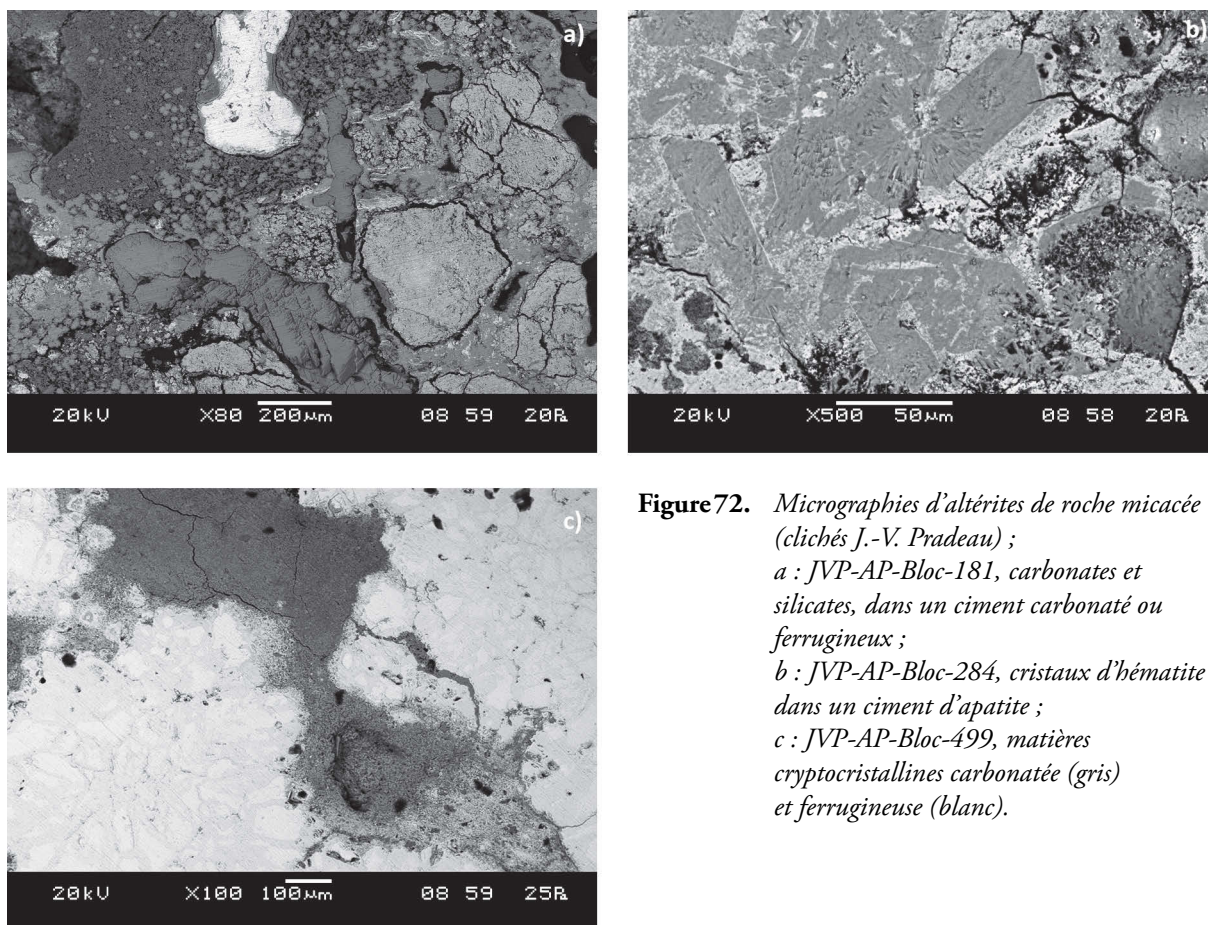 a)
20kU X80 200µm 08 59 20R
b)
20kU X500 50µm 08 58 20R
c)
20kU X100 100µm 08 59 25R
Figure 72. Micrographies d’altérites de roche micacée
(clichés J.-V. Pradeau) ;
a : JVP-AP-Bloc-181, carbonates et
silicates, dans un ciment carbonaté ou
ferrugineux ;
b : JVP-AP-Bloc-284, cristaux d’hématite
dans un ciment d’apatite ;
c : JVP-AP-Bloc-499, matières
cryptocristallines carbonatée (gris)
et ferrugineuse (blanc).